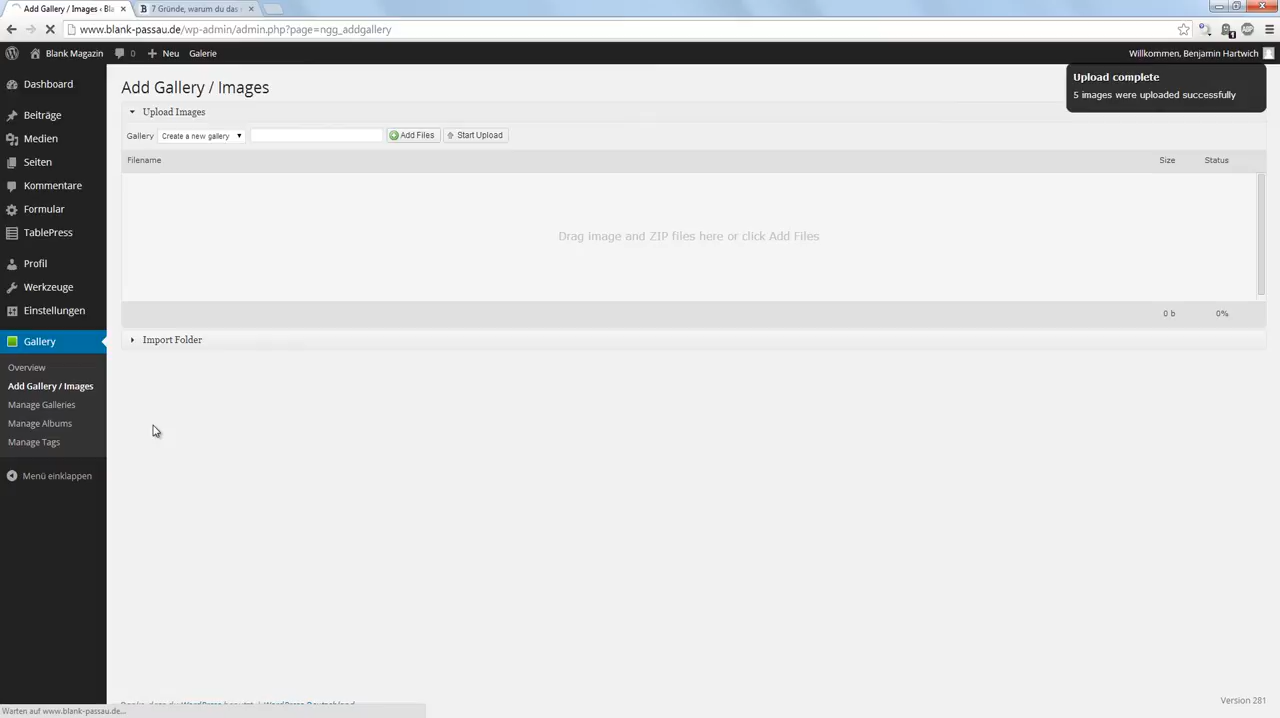 Add Gallery / Images ‹ B
7 Gründe, warum du das
www.blank-passau.de/wp-admin/admin.php?page=ngg_addgallery
Blank Magazin 0 Neu Galerie Willkommen, Benjamin Hartwich
Upload complete
5 images were uploaded successfully
Dashboard
Beiträge
Medien
Seiten
Kommentare
Formular
TablePress
Profil
Werkzeuge
Einstellungen
Gallery
Overview
Add Gallery / Images
Manage Galleries
Manage Albums
Manage Tags
Menü einklappen
Add Gallery / Images
Upload Images
Gallery Create a new gallery Add Files Start Upload
Filename Size Status
Drag image and ZIP files here or click Add Files
0 b 0%
Import Folder
Version 281
Warten auf www.blank-passau.de...